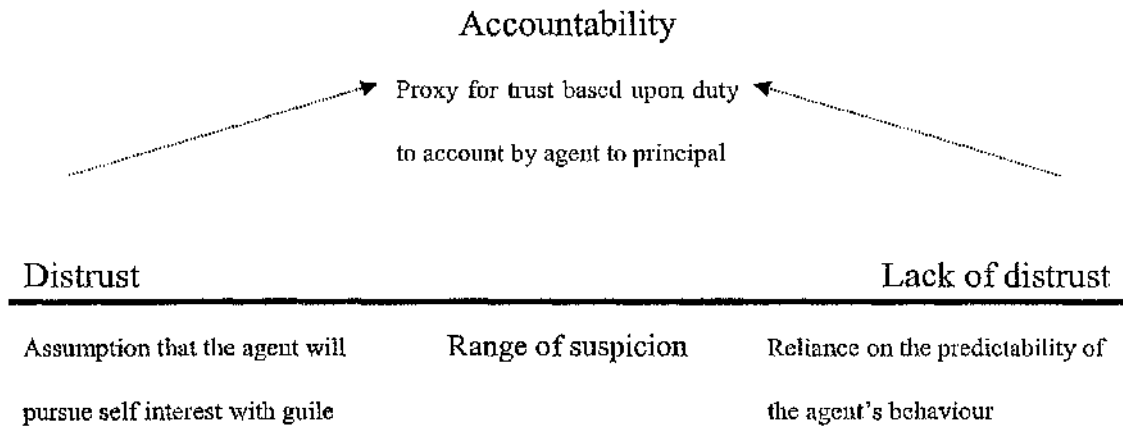 Accountability
Proxy for trust based upon duty
to account by agent to principal
Distrust
Lack of distrust
Assumption that the agent will
pursue self interest with guile
Range of suspicion
Reliance on the predictability of
the agent's behaviour